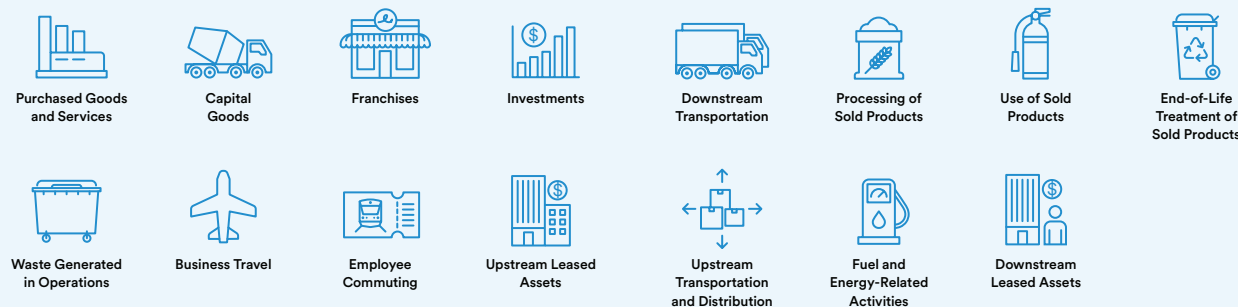 Purchased Goods
and Services
Capital
Goods
Franchises
Investments
Downstream
Transportation
Processing of
Sold Products
Use of Sold
Products
End-of-Life
Treatment of
Sold Products
Waste Generated
in Operations
Business Travel
Employee
Commuting
Upstream Leased
Assets
Upstream
Transportation
and Distribution
Fuel and
Energy-Related
Activities
Downstream
Leased Assets